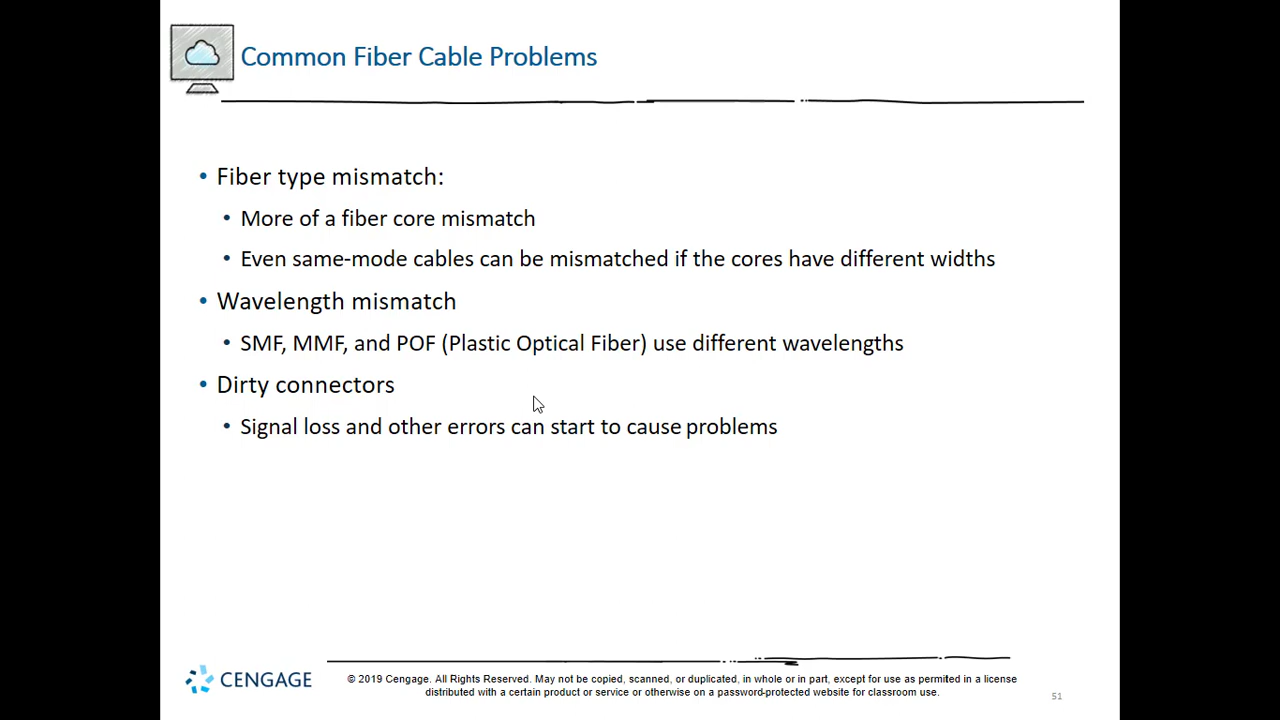 Common Fiber Cable Problems
• Fiber type mismatch:
• More of a fiber core mismatch
• Even same-mode cables can be mismatched if the cores have different widths
• Wavelength mismatch
• SMF, MMF, and POF (Plastic Optical Fiber) use different wavelengths
• Dirty connectors
• Signal loss and other errors can start to cause problems
CENGAGE
© 2019 Cengage. All Rights Reserved. May not be copied, scanned, or duplicated, in whole or in part, except for use as permitted in a license
distributed with a certain product or service or otherwise on a password-protected website for classroom use.
51